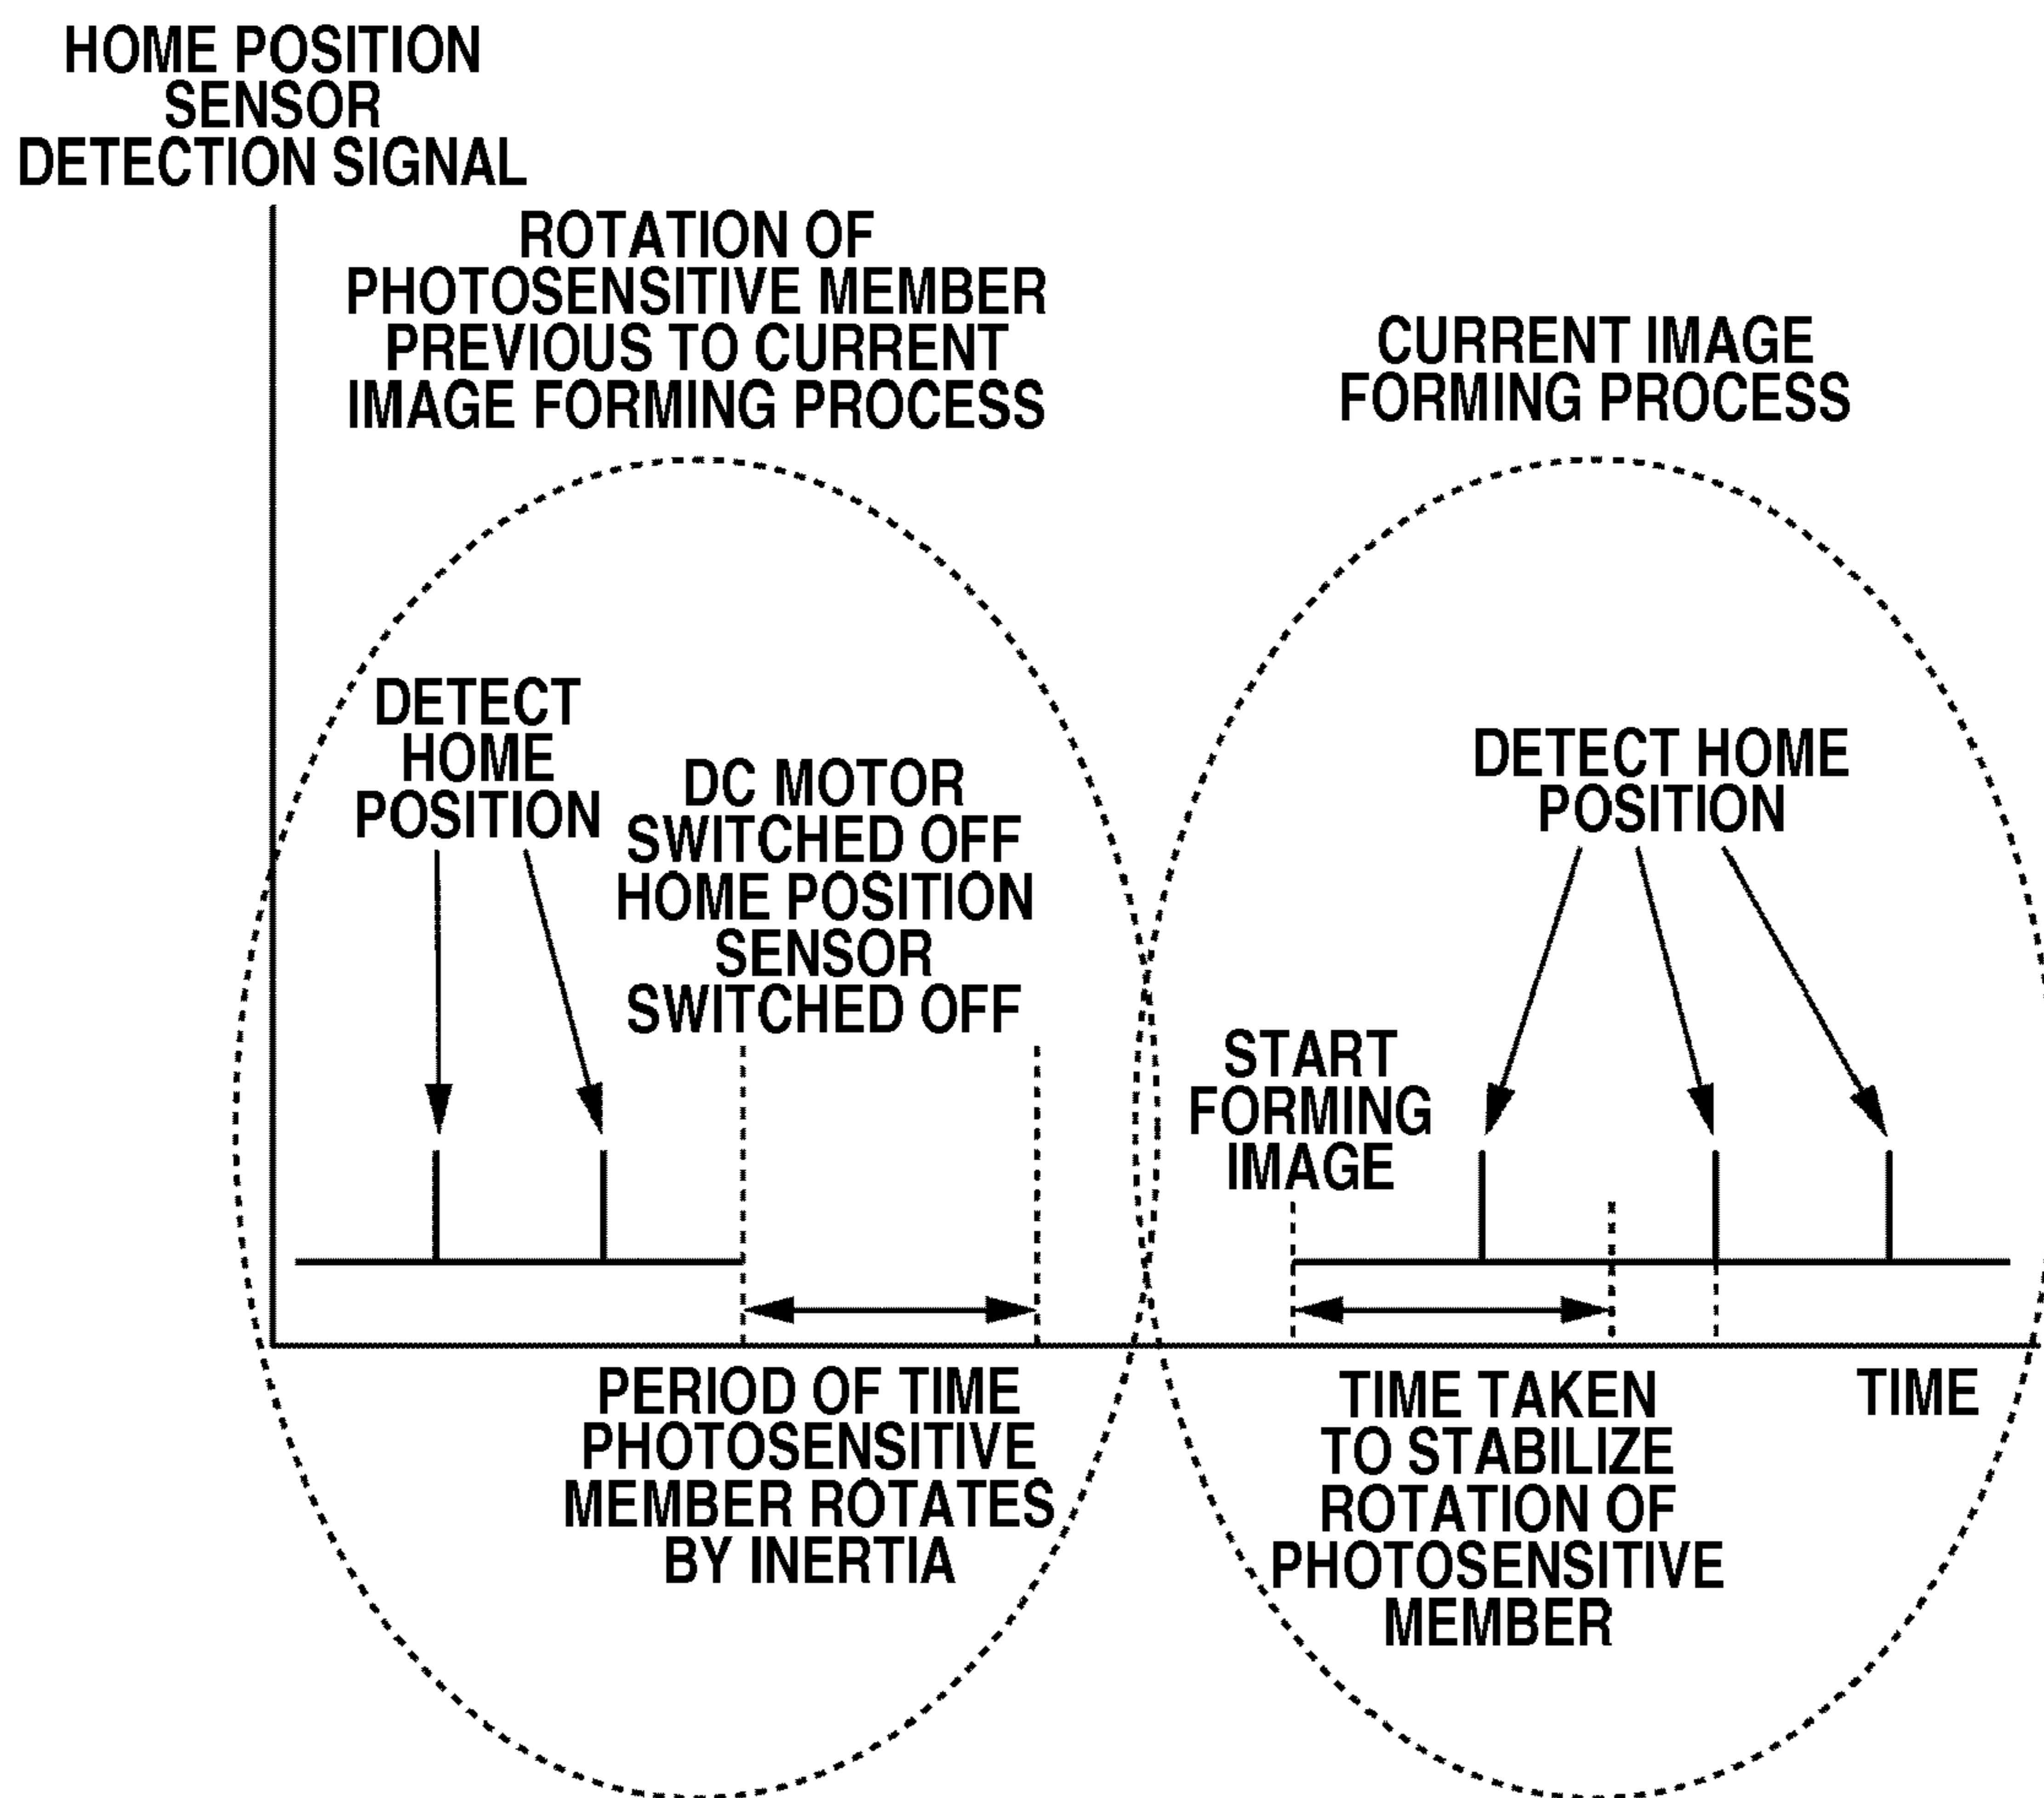 HOME POSITION
SENSOR
DETECTION SIGNAL
ROTATION OF
PHOTOSENSITIVE MEMBER
PREVIOUS TO CURRENT
IMAGE FORMING PROCESS
CURRENT IMAGE
FORMING PROCESS
DETECT
HOME
POSITION
DC MOTOR
SWITCHED OFF
HOME POSITION
SENSOR
SWITCHED OFF
DETECT HOME
POSITION
START
FORMING
IMAGE
PERIOD OF TIME
PHOTOSENSITIVE
MEMBER ROTATES
BY INERTIA
TIME TAKEN
TO STABILIZE
ROTATION OF
PHOTOSENSITIVE
MEMBER
TIME